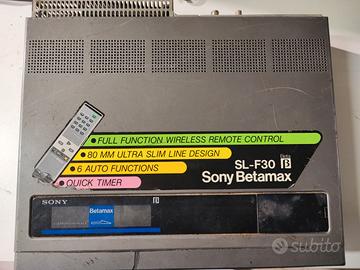 • FULL FUNCTION WIRELESS REMOTE CONTROL
• 80 MM ULTRA SLIM LINE DESIGN
• 6 AUTO FUNCTIONS
• QUICK TIMER
SL-F30
Beta
Sony Betamax
SONY
Betamax
subito